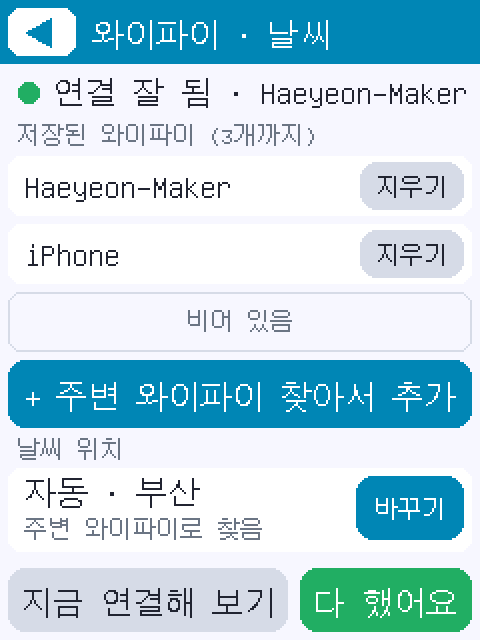 와이파이 · 날씨
연결 잘 됨 · Haeyeon-Maker
저장된 와이파이 (3개까지)
Haeyeon-Maker 지우기
iPhone 지우기
비어 있음
+ 주변 와이파이 찾아서 추가
날씨 위치
자동 · 부산
주변 와이파이로 찾음
바꾸기
지금 연결해 보기 다 했어요